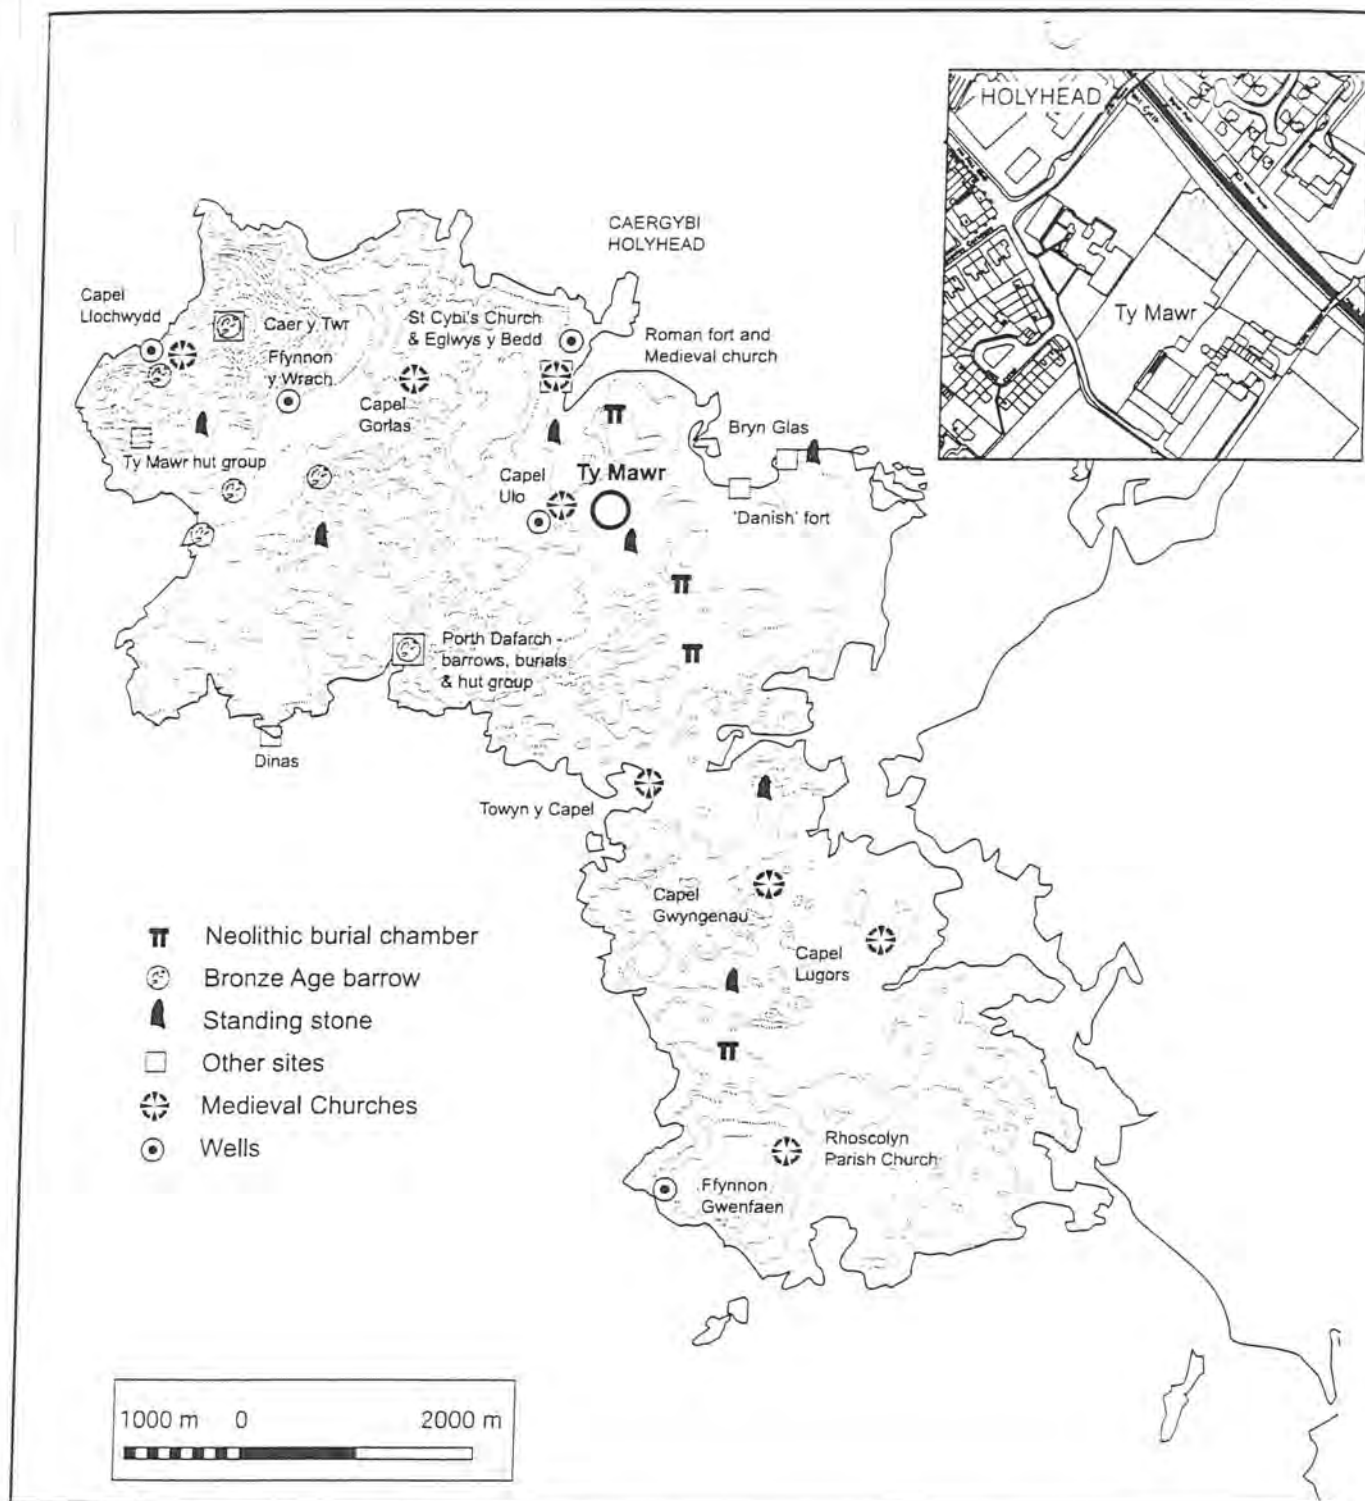 HOLYHEAD
Ty Mawr
CAERGYBI
HOLYHEAD
Capel
Llochwydd
Caer y Twr
St Cybi's Church
& Eglwys y Bedd
Roman fort and
Medieval church
Ffynnon
y Wrach
Capel
Gorlas
Bryn Glas
Ty Mawr hut group
Capel
Ulo
Ty Mawr
'Danish' fort
Porth Dafarch -
barrows, burials
& hut group
Dinas
Towyn y Capel
Capel
Gwyngenau
Capel
Lugors
Neolithic burial chamber
Bronze Age barrow
Standing stone
Other sites
Medieval Churches
Wells
Rhoscolyn
Parish Church
Ffynnon
Gwenfaen
1000 m 0 2000 m